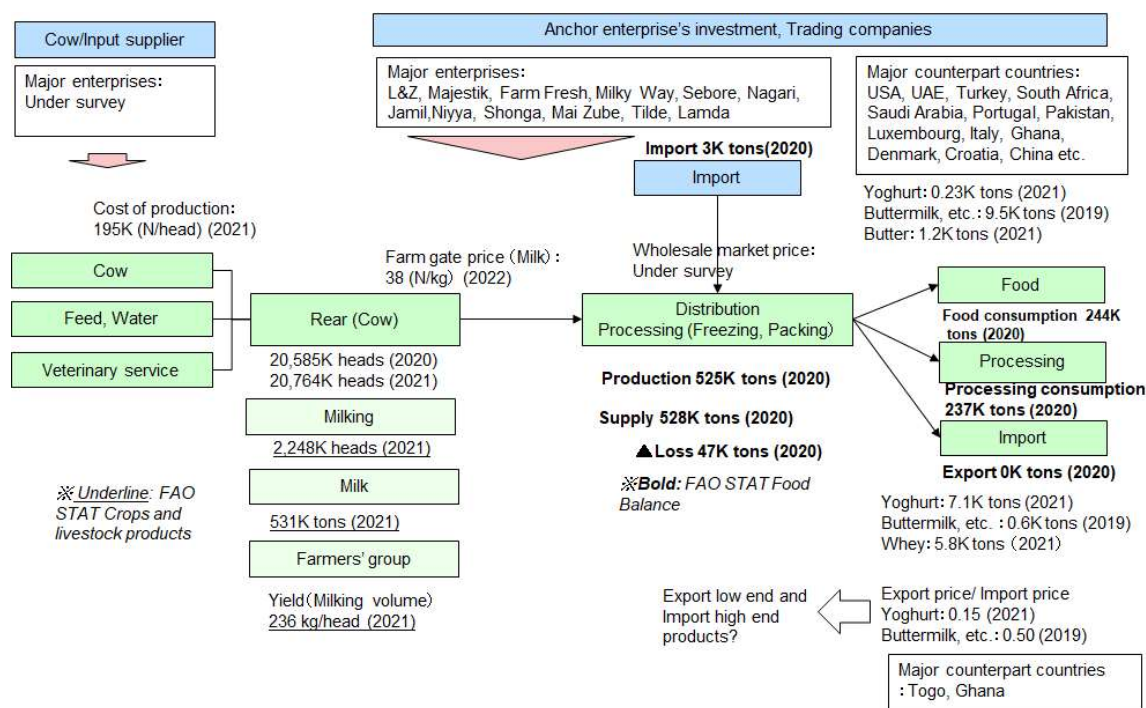 Cow/Input supplier
Major enterprises:
Under survey
Anchor enterprise's investment, Trading companies
Major enterprises:
L&Z, Majestik, Farm Fresh, Milky Way, Sebore, Nagari,
Jamil,Niyya, Shonga, Mai Zube, Tilde, Lamda
Major counterpart countries:
USA, UAE, Turkey, South Africa,
Saudi Arabia, Portugal, Pakistan,
Luxembourg, Italy, Ghana,
Denmark, Croatia, China etc.
Import 3K tons(2020)
Import
Yoghurt: 0.23K tons (2021)
Buttermilk, etc.: 9.5K tons (2019)
Butter: 1.2K tons (2021)
Cost of production:
195K (N/head) (2021)
Farm gate price (Milk) :
38 (N/kg) (2022)
Wholesale market price:
Under survey
Cow
Feed, Water
Veterinary service
Rear (Cow)
20,585K heads (2020)
20,764K heads (2021)
Milking
2,248K heads (2021)
Milk
531K tons (2021)
Farmers' group
Yield(Milking volume)
236 kg/head (2021)
※ Underline: FAO
STAT Crops and
livestock products
Distribution
Processing (Freezing, Packing)
Production 525K tons (2020)
Supply 528K tons (2020)
▲Loss 47K tons (2020)
※Bold: FAO STAT Food
Balance
Food
Food consumption 244K
tons (2020)
Processing
Processing consumption
237K tons (2020)
Import
Export 0K tons (2020)
Yoghurt: 7.1K tons (2021)
Buttermilk, etc. : 0.6K tons (2019)
Whey: 5.8K tons (2021)
Export low end and
Import high end
products?
Export price/ Import price
Yoghurt: 0.15 (2021)
Buttermilk, etc.: 0.50 (2019)
Major counterpart countries
: Togo, Ghana